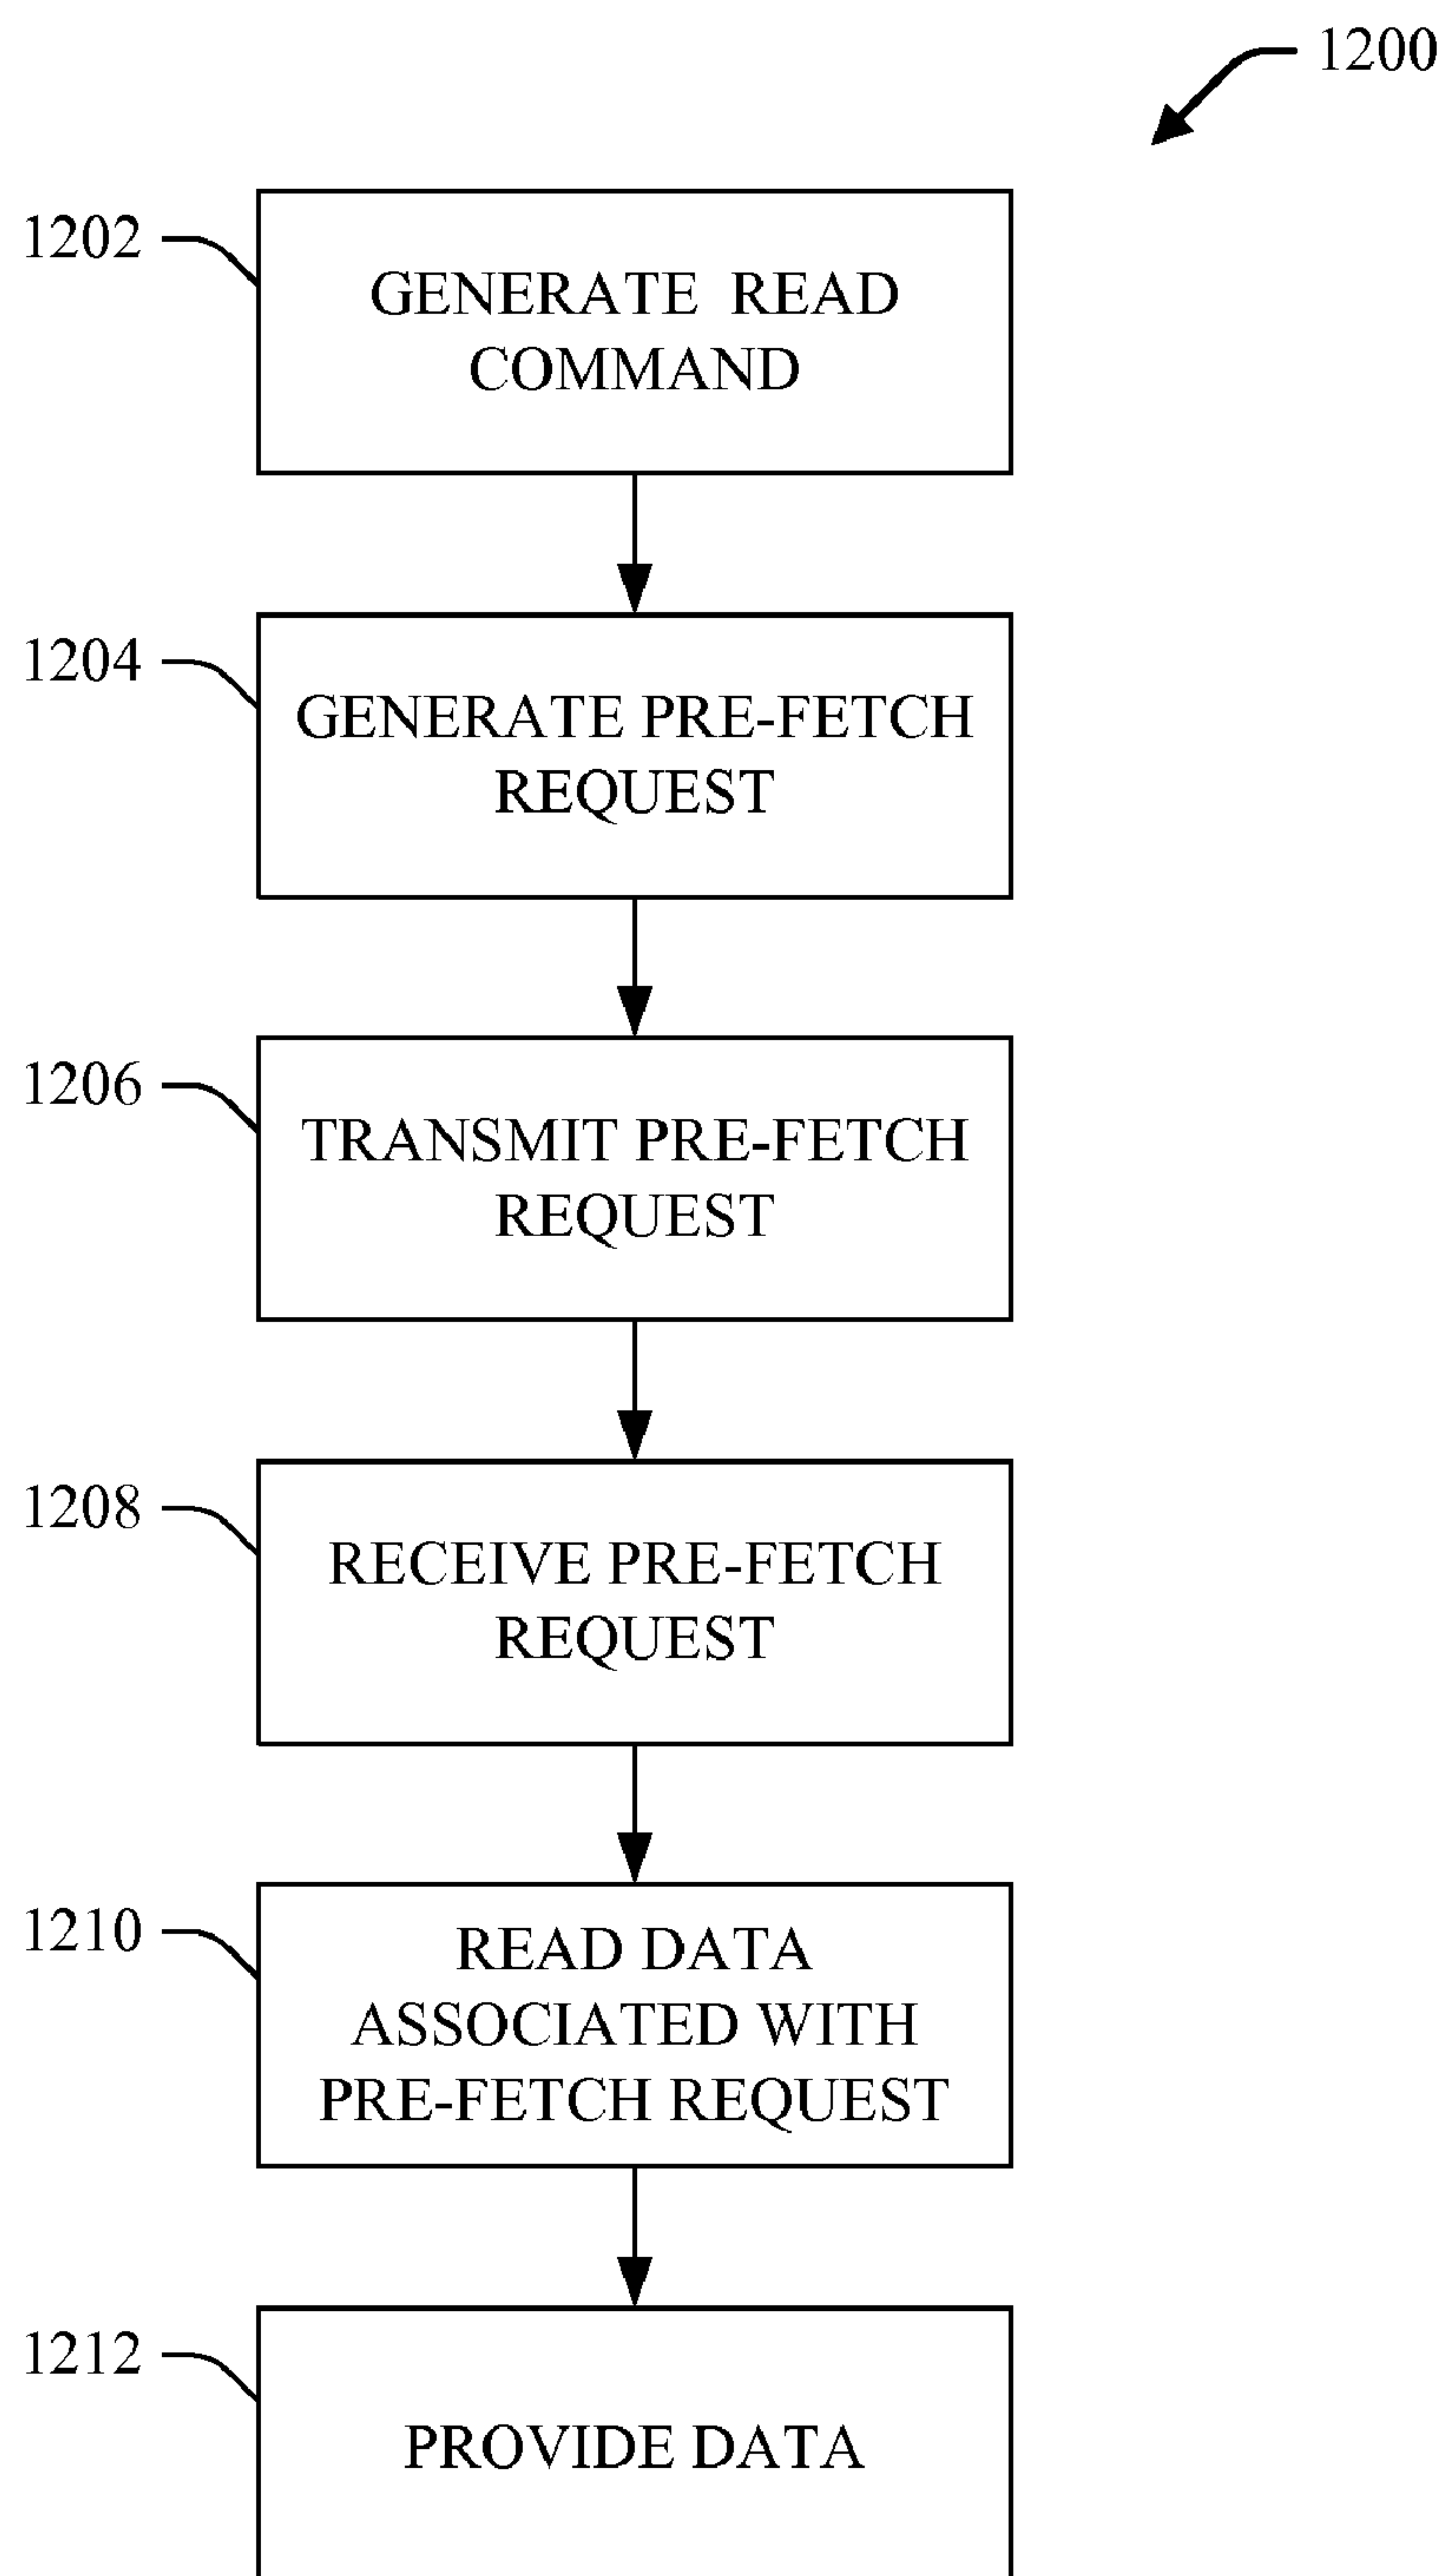 1200
1202
GENERATE READ
COMMAND
1204
GENERATE PRE-FETCH
REQUEST
1206
TRANSMIT PRE-FETCH
REQUEST
1208
RECEIVE PRE-FETCH
REQUEST
1210
READ DATA
ASSOCIATED WITH
PRE-FETCH REQUEST
1212
PROVIDE DATA